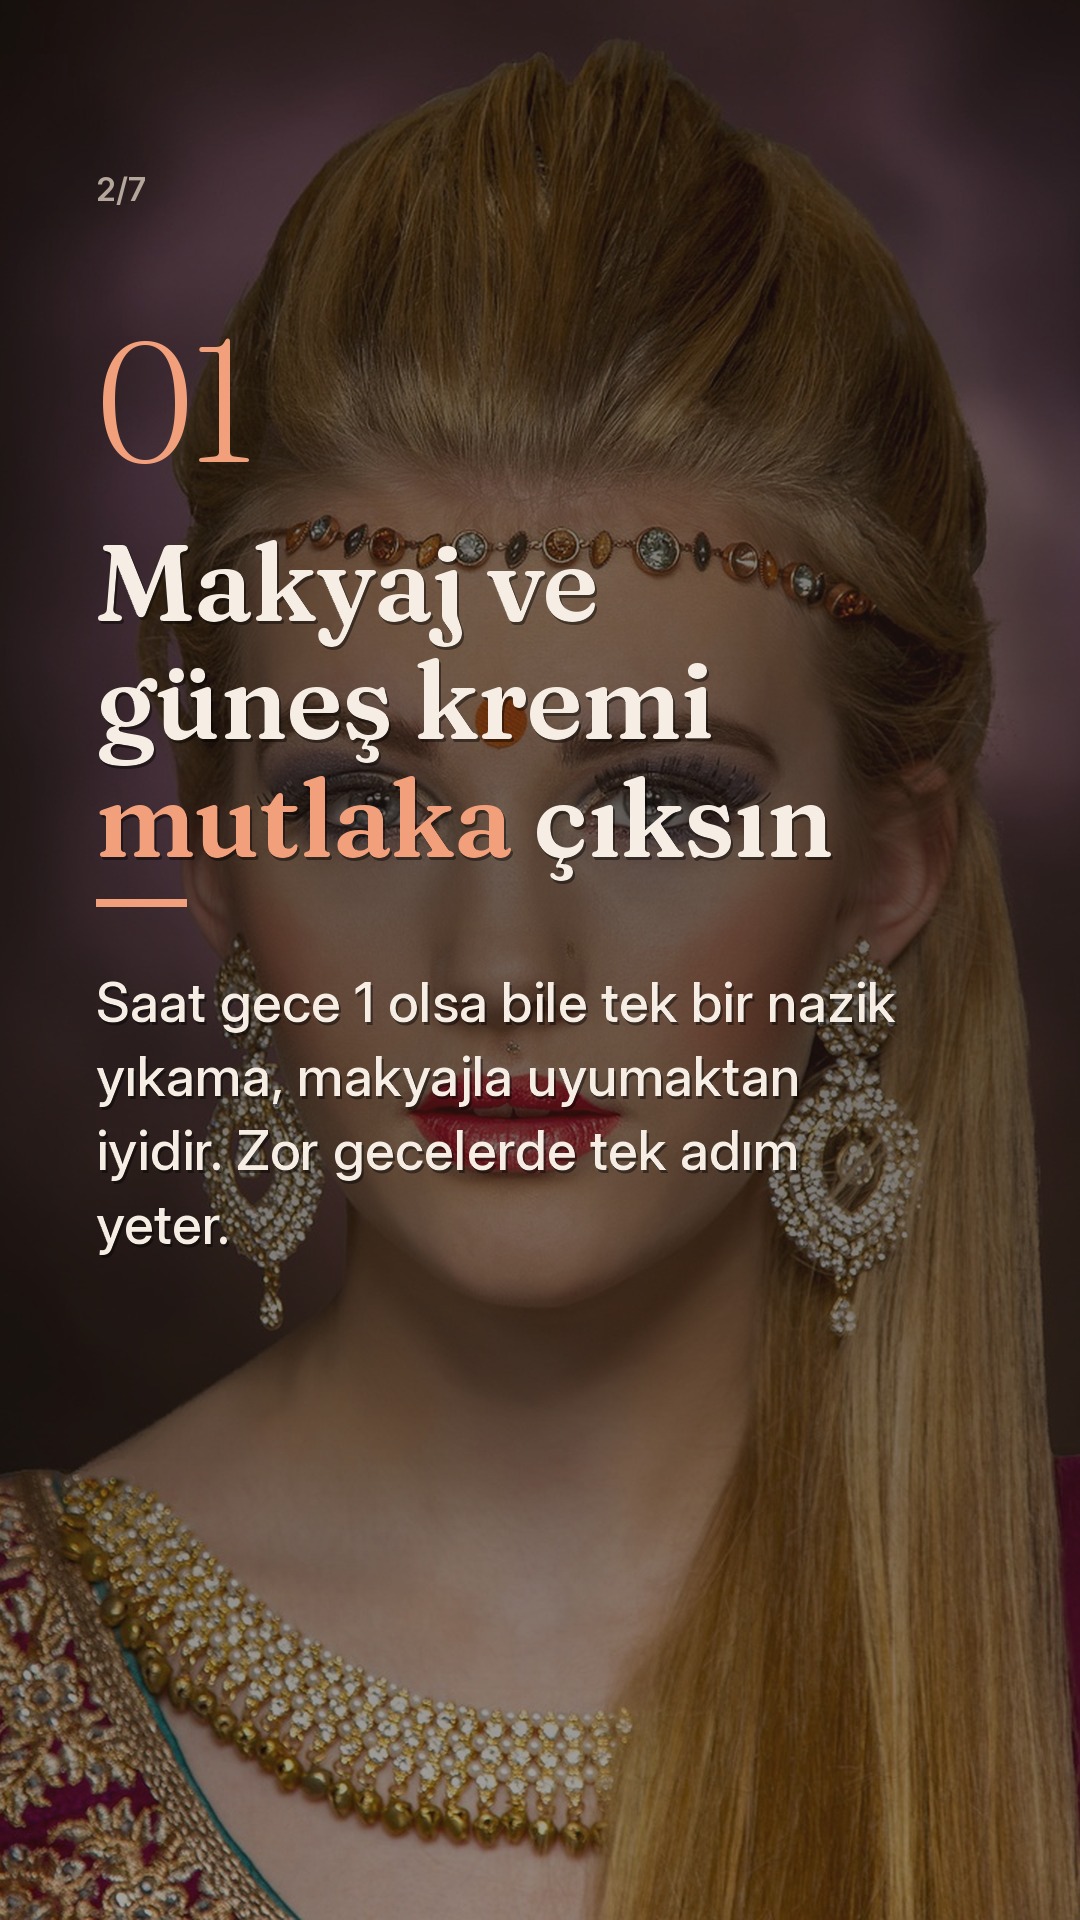 2/7
01
Makyaj ve
güneş kremi
mutlaka çıksın
Saat gece 1 olsa bile tek bir nazik
yıkama, makyajla uyumaktan
iyidir. Zor gecelerde tek adım
yeter.